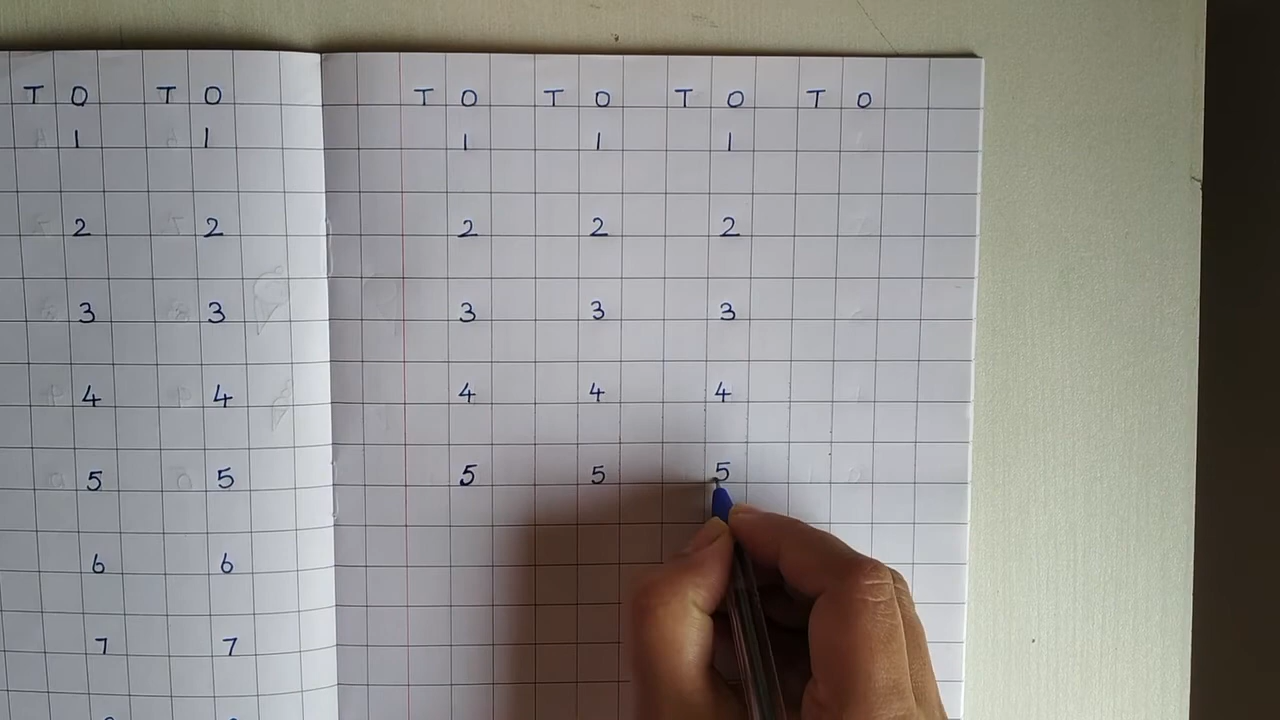 T O T O T O T O T O T O
1 1 1 1 1
2 2 2 2 2
3 3 3 3 3
4 4 4 4 4
5 5 5 5 5
6 6
7 7